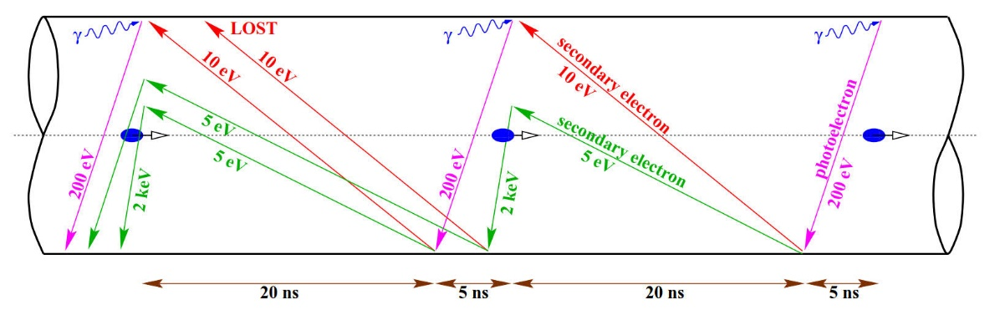 γ
LOST
γ
γ
10 eV
10 eV
secondary electron
10 eV
5 eV
5 eV
secondary electron
5 eV
photoelectron
200 eV
200 eV
2 keV
200 eV
2 keV
20 ns
5 ns
20 ns
5 ns